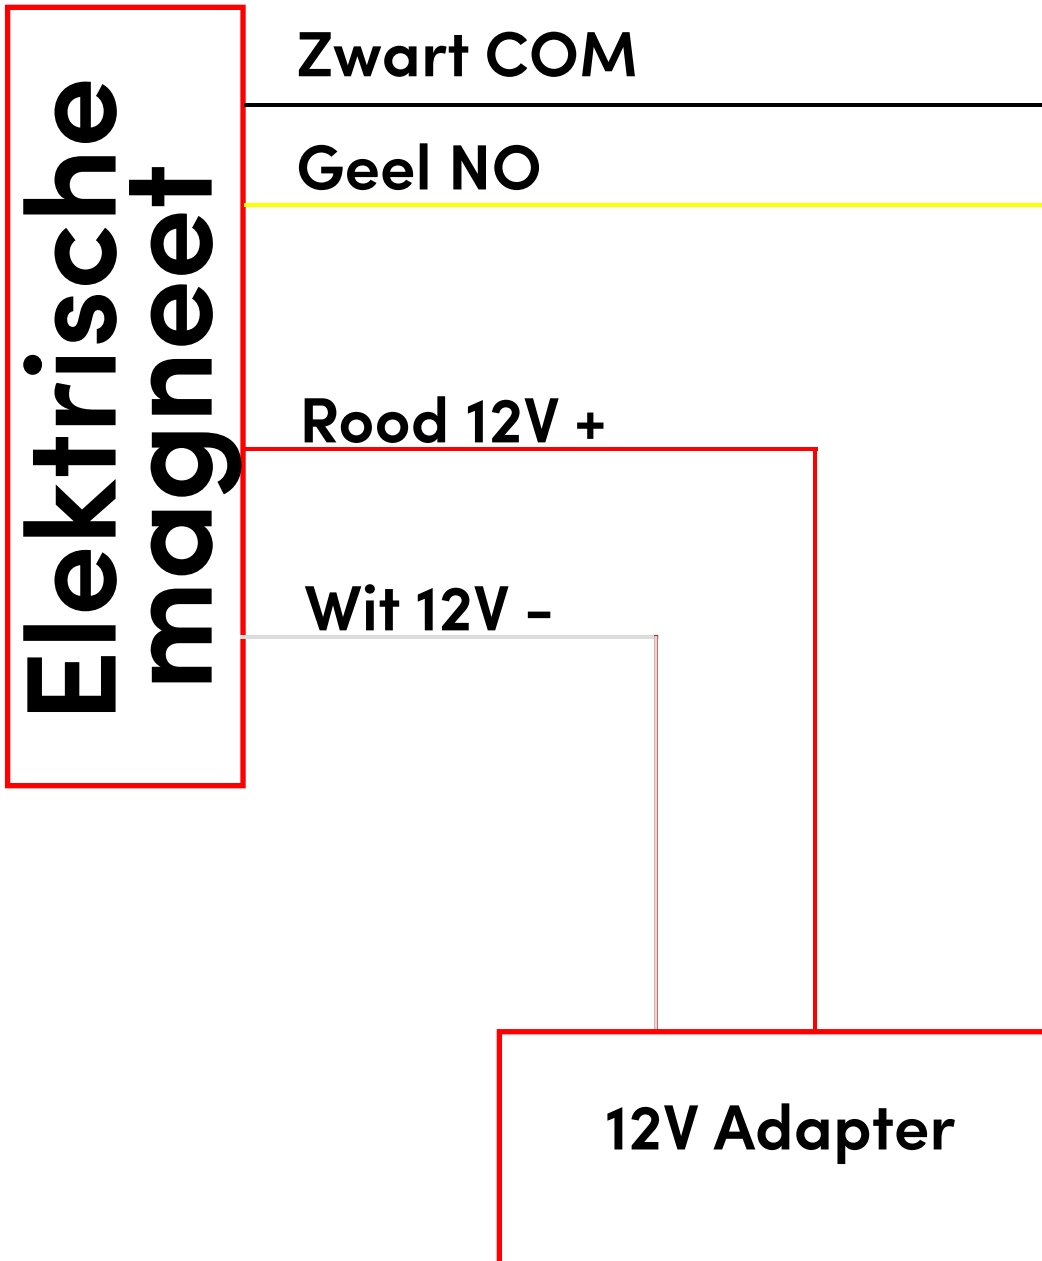 Elektrische
magneet
Zwart COM
Geel NO
Rood 12V +
Wit 12V -
12V Adapter